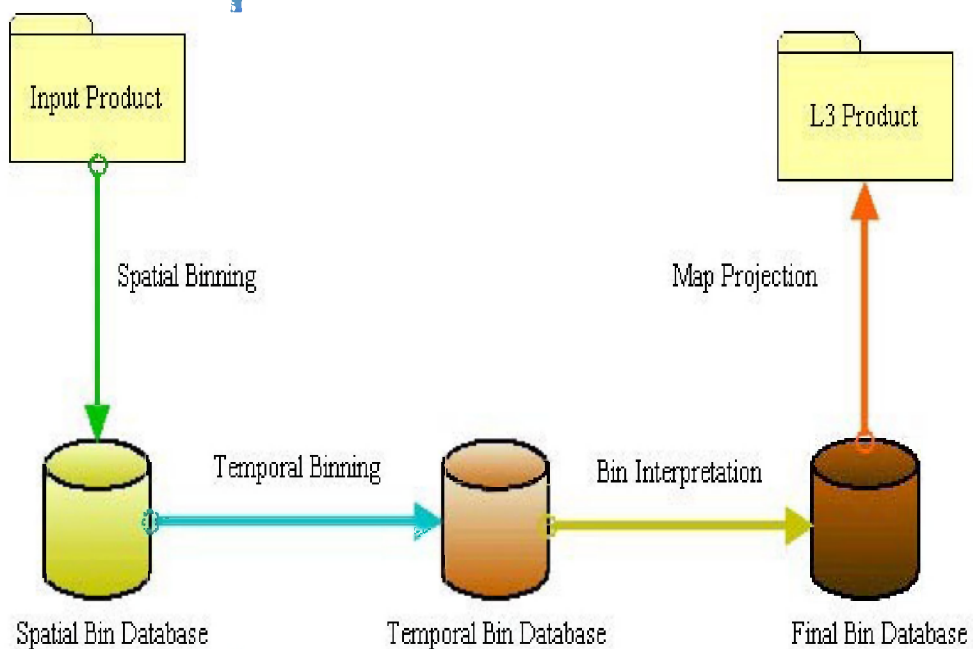 Input Product
L3 Product
Spatial Binning
Map Projection
Temporal Binning
Bin Interpretation
Spatial Bin Database
Temporal Bin Database
Final Bin Database